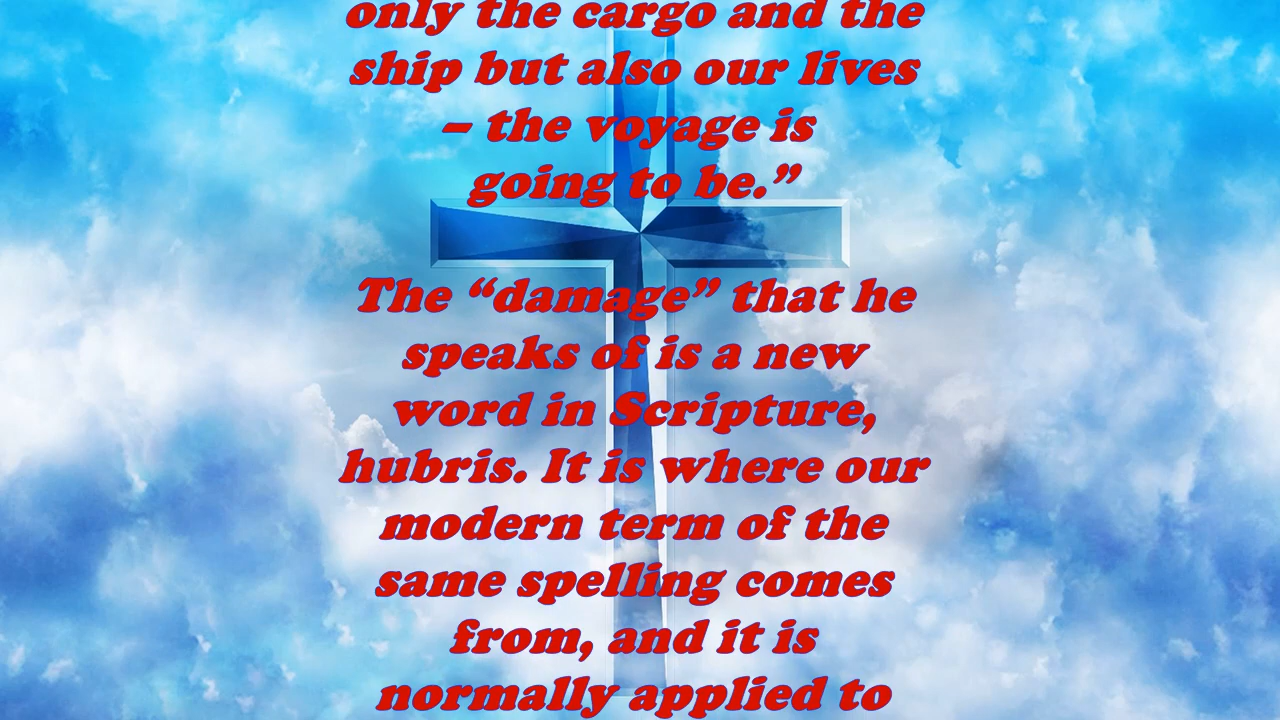 only the cargo and the
ship but also our lives
– the voyage is
going to be.”
The “damage” that he
speaks of is a new
word in Scripture,
hubris. It is where our
modern term of the
same spelling comes
from, and it is
normally applied to